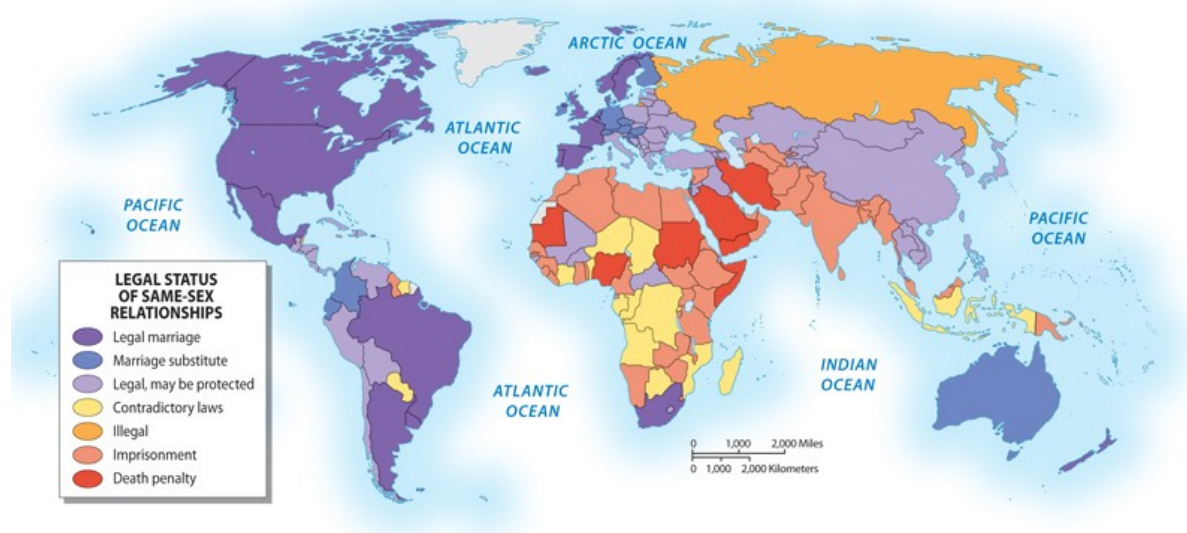 ARCTIC OCEAN
ATLANTIC
OCEAN
PACIFIC
OCEAN
PACIFIC
OCEAN
LEGAL STATUS
OF SAME-SEX
RELATIONSHIPS
Legal marriage
Marriage substitute
Legal, may be protected
Contradictory laws
Illegal
Imprisonment
Death penalty
ATLANTIC
OCEAN
INDIAN
OCEAN
0 1,000 2,000 Miles
0 1,000 2,000 Kilometers